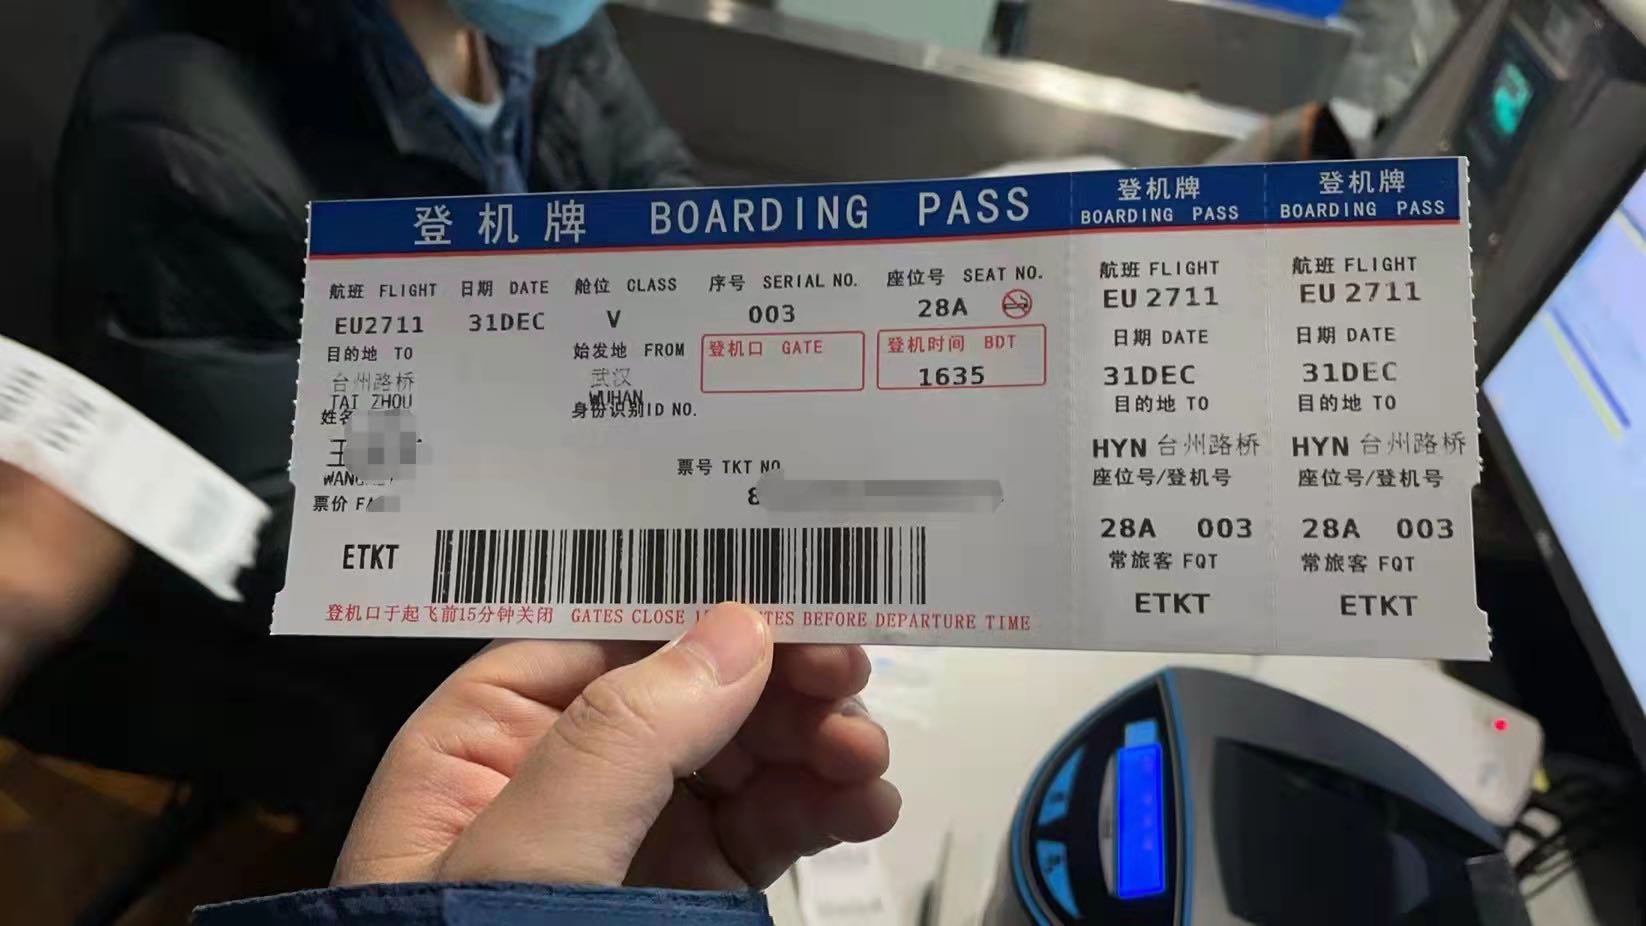 登机牌 BOARDING PASS
航班 FLIGHT 日期 DATE 舱位 CLASS 序号 SERIAL NO. 座位号 SEAT NO.
EU2711 31DEC V 003 28A
目的地 TO 始发地 FROM 登机口 GATE 登机时间 BDT
台州路桥 武汉 1635
TAI ZHOU WUHAN
姓名 身份识别ID NO.
王
票号 TKT NO
8
票价
ETKT
登机口于起飞前15分钟关闭 GATES CLOSE BEFORE DEPARTURE TIME
登机牌
BOARDING PASS
航班 FLIGHT
EU 2711
日期 DATE
31DEC
目的地 TO
HYN 台州路桥
座位号/登机号
28A 003
常旅客 FQT
ETKT
登机牌
BOARDING PASS
航班 FLIGHT
EU 2711
日期 DATE
31DEC
目的地 TO
HYN 台州路桥
座位号/登机号
28A 003
常旅客 FQT
ETKT